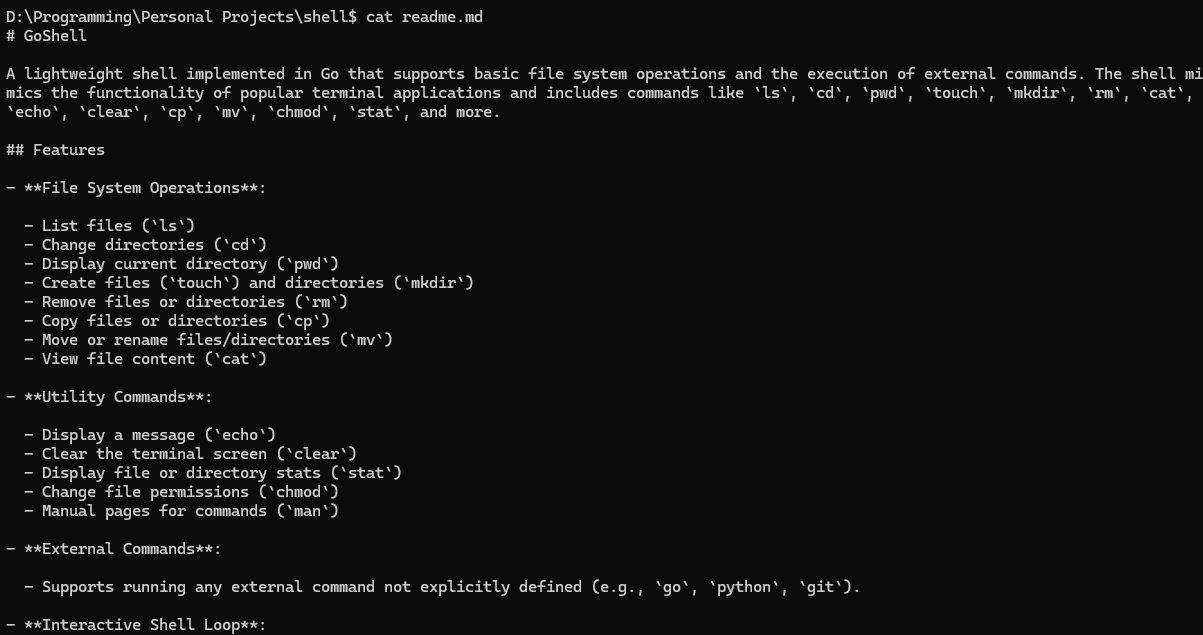 D:\Programming\Personal Projects\shell$ cat readme.md
# GoShell
A lightweight shell implemented in Go that supports basic file system operations and the execution of external commands. The shell mi
mics the functionality of popular terminal applications and includes commands like `ls`, `cd`, `pwd`, `touch`, `mkdir`, `rm`, `cat`,
`echo`, `clear`, `cp`, `mv`, `chmod`, `stat`, and more.
## Features
- **File System Operations**:
- List files (`ls`)
- Change directories (`cd`)
- Display current directory (`pwd`)
- Create files (`touch`) and directories (`mkdir`)
- Remove files or directories (`rm`)
- Copy files or directories (`cp`)
- Move or rename files/directories (`mv`)
- View file content (`cat`)
- **Utility Commands**:
- Display a message (`echo`)
- Clear the terminal screen (`clear`)
- Display file or directory stats (`stat`)
- Change file permissions (`chmod`)
- Manual pages for commands (`man`)
- **External Commands**:
- Supports running any external command not explicitly defined (e.g., `go`, `python`, `git`).
- **Interactive Shell Loop**: